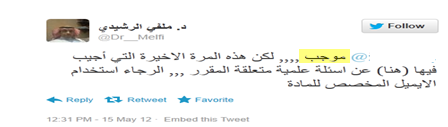 د. ملفي الرشيدي
@Dr__Melfi
Follow
@ موجب ,,,, لكن هذه المرة الاخيرة التي أجيب
فيها (هنا) عن اسئلة علمية متعلقة المقرر ,,, الرجاء استخدام
الايميل المخصص للمادة
Reply Retweet Favorite
12:31 PM - 15 May 12 · Embed this Tweet